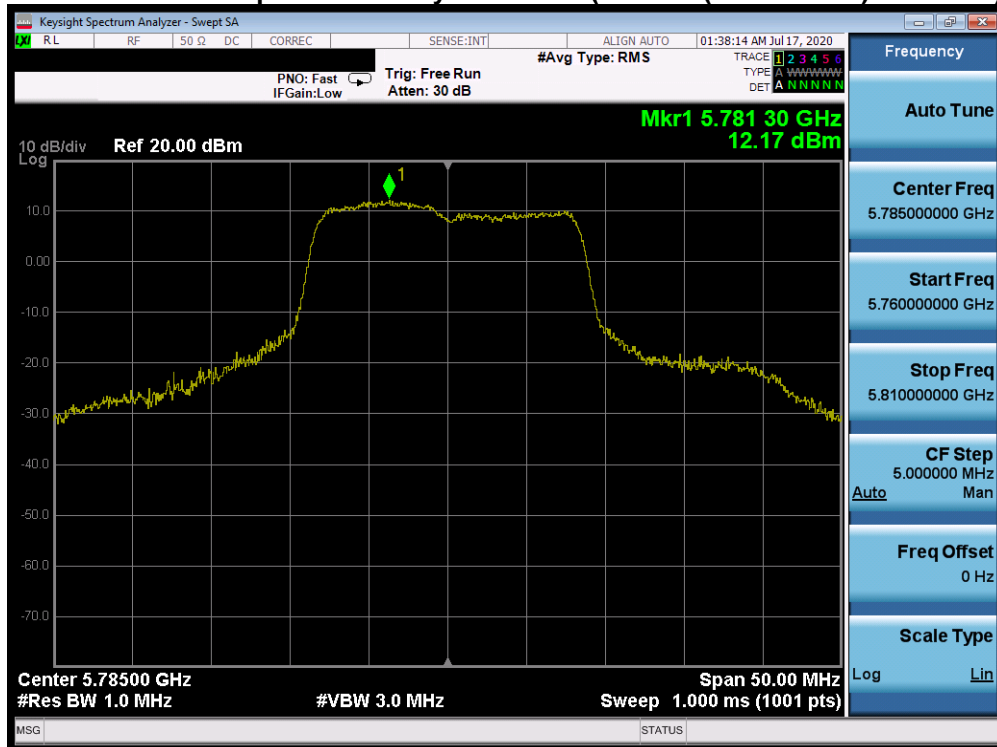 Keysight Spectrum Analyzer - Swept SA
LXI RL RF 50 Ω DC CORREC SENSE:INT ALIGN AUTO 01:38:14 AM Jul 17, 2020
#Avg Type: RMS
TRACE 1 2 3 4 5 6
TYPE A WWWWW
DET A N N N N N
PNO: Fast
IFGain:Low
Trig: Free Run
Atten: 30 dB
Mkr1 5.781 30 GHz
12.17 dBm
10 dB/div Ref 20.00 dBm
Log
1
10.0
0.00
-10.0
-20.0
-30.0
-40.0
-50.0
-60.0
-70.0
Center 5.78500 GHz Span 50.00 MHz
#Res BW 1.0 MHz #VBW 3.0 MHz Sweep 1.000 ms (1001 pts)
MSG STATUS
Frequency
Auto Tune
Center Freq
5.785000000 GHz
Start Freq
5.760000000 GHz
Stop Freq
5.810000000 GHz
CF Step
5.000000 MHz
Auto Man
Freq Offset
0 Hz
Scale Type
Log Lin